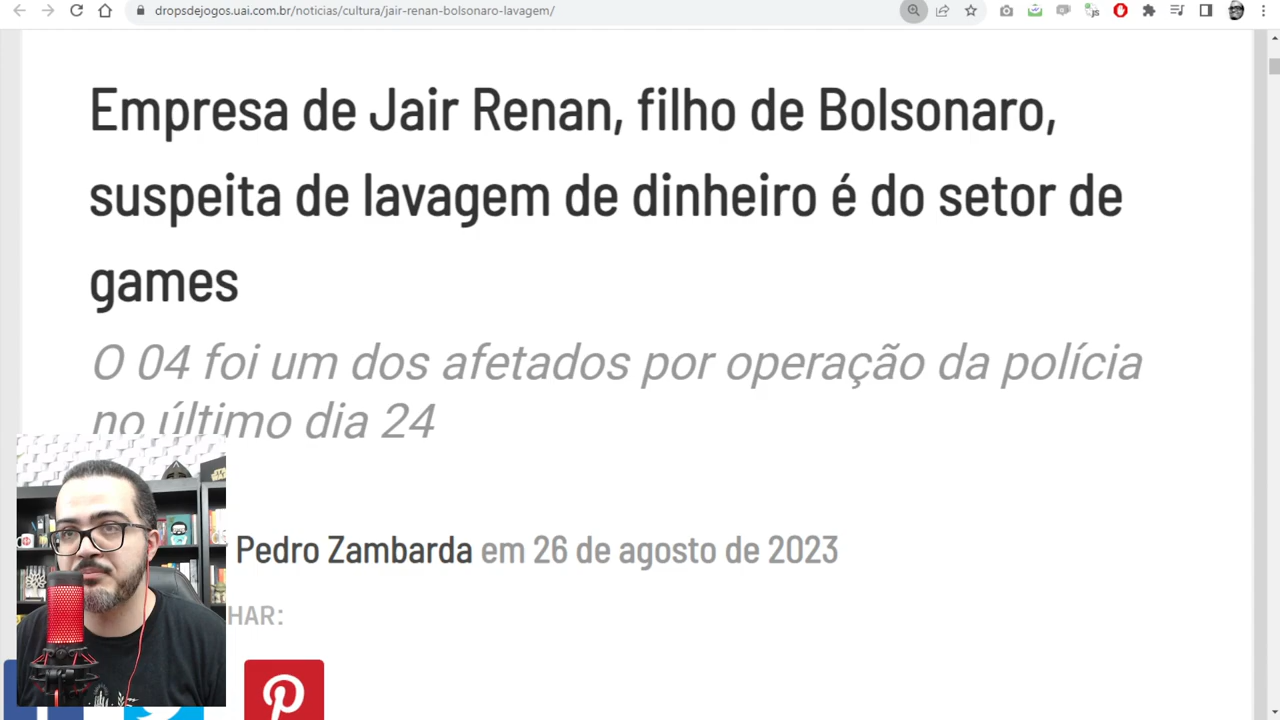 dropsdejogos.uai.com.br/noticias/cultura/jair-renan-bolsonaro-lavagem/
Empresa de Jair Renan, filho de Bolsonaro,
suspeita de lavagem de dinheiro é do setor de
games
O 04 foi um dos afetados por operação da polícia
no último dia 24
Pedro Zambarda em 26 de agosto de 2023
HAR: